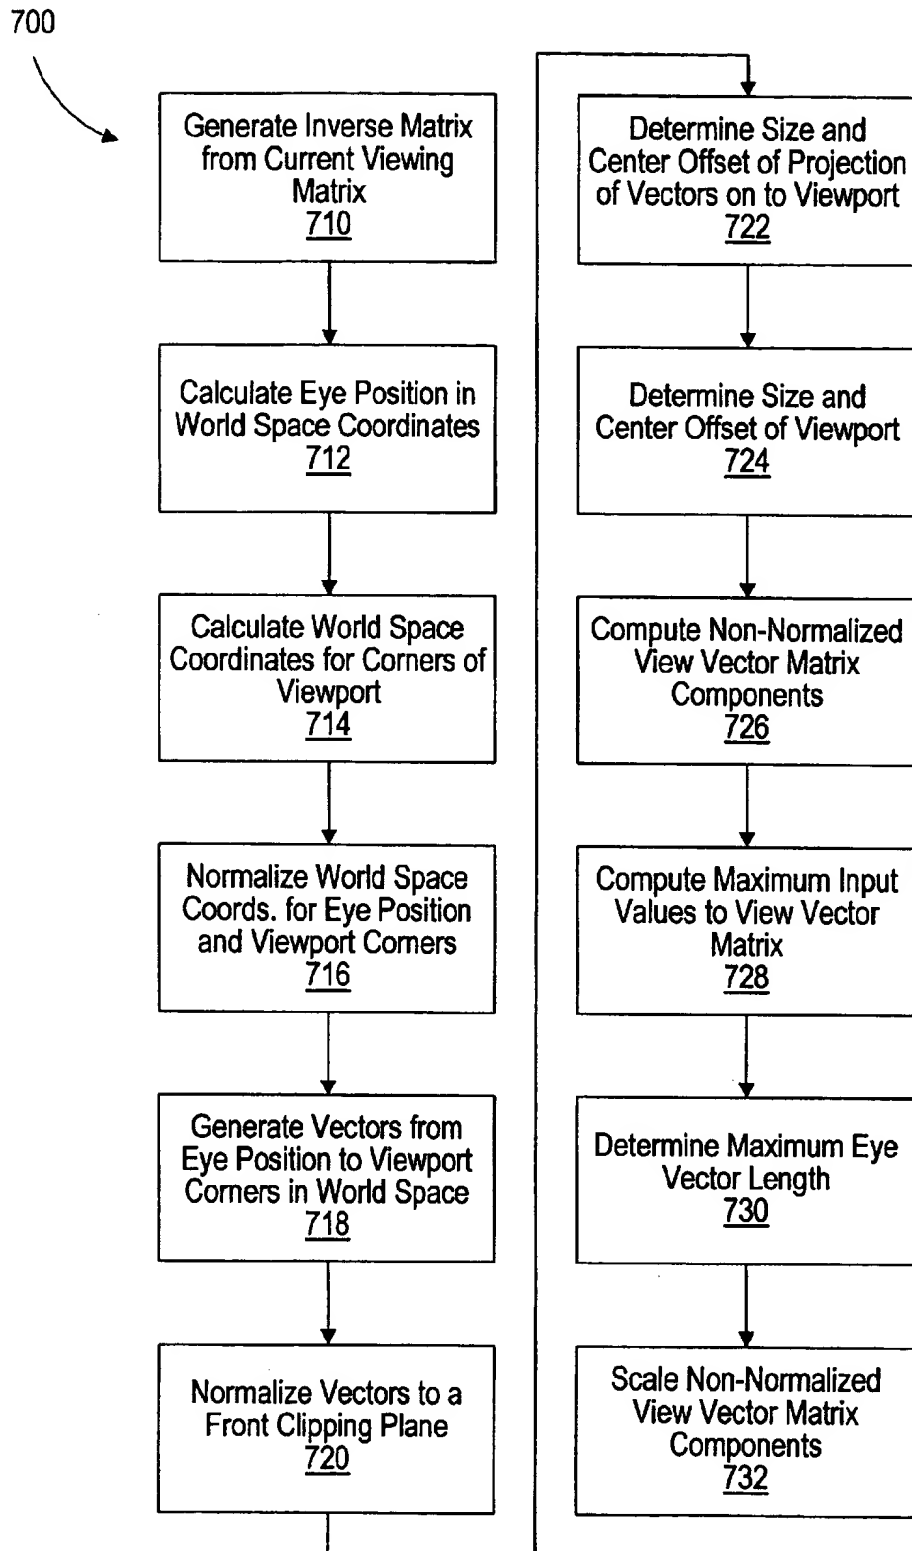 700
Generate Inverse Matrix
from Current Viewing
Matrix
710
Calculate Eye Position in
World Space Coordinates
712
Calculate World Space
Coordinates for Corners of
Viewport
714
Normalize World Space
Coords. for Eye Position
and Viewport Corners
716
Generate Vectors from
Eye Position to Viewport
Corners in World Space
718
Normalize Vectors to a
Front Clipping Plane
720
Determine Size and
Center Offset of Projection
of Vectors on to Viewport
722
Determine Size and
Center Offset of Viewport
724
Compute Non-Normalized
View Vector Matrix
Components
726
Compute Maximum Input
Values to View Vector
Matrix
728
Determine Maximum Eye
Vector Length
730
Scale Non-Normalized
View Vector Matrix
Components
732